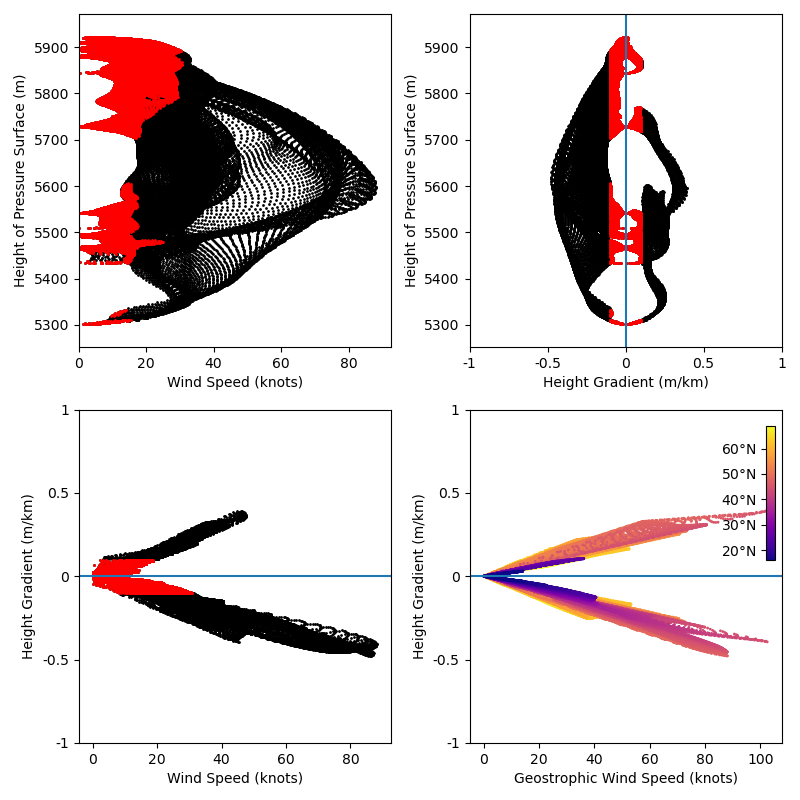 5900
5800
5700
5600
5500
5400
5300
Height of Pressure Surface (m)
0 20 40 60 80
Wind Speed (knots)
5900
5800
5700
5600
5500
5400
5300
Height of Pressure Surface (m)
-1 -0.5 0 0.5 1
Height Gradient (m/km)
1
0.5
0
-0.5
-1
Height Gradient (m/km)
0 20 40 60 80
Wind Speed (knots)
1
0.5
0
-0.5
-1
Height Gradient (m/km)
60°N
50°N
40°N
30°N
20°N
0 20 40 60 80 100
Geostrophic Wind Speed (knots)